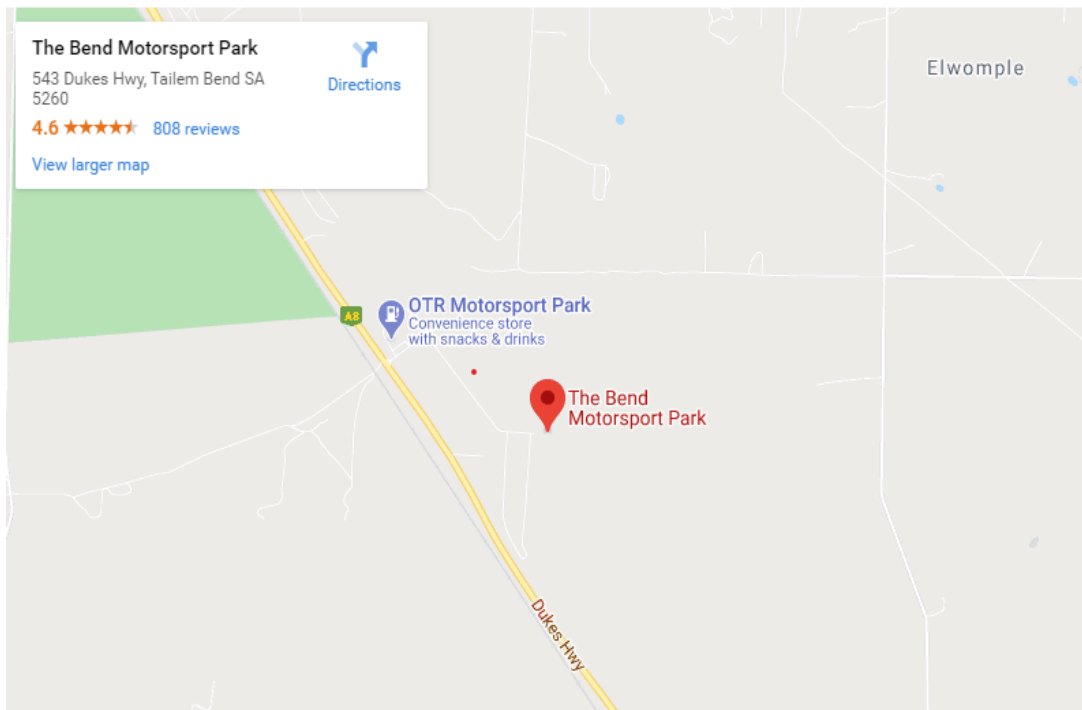 The Bend Motorsport Park
543 Dukes Hwy, Tailem Bend SA
5260
Directions
4.6
808 reviews
View larger map
Elwomple
A8
OTR Motorsport Park
Convenience store
with snacks & drinks
The Bend
Motorsport Park
Dukes Hwy